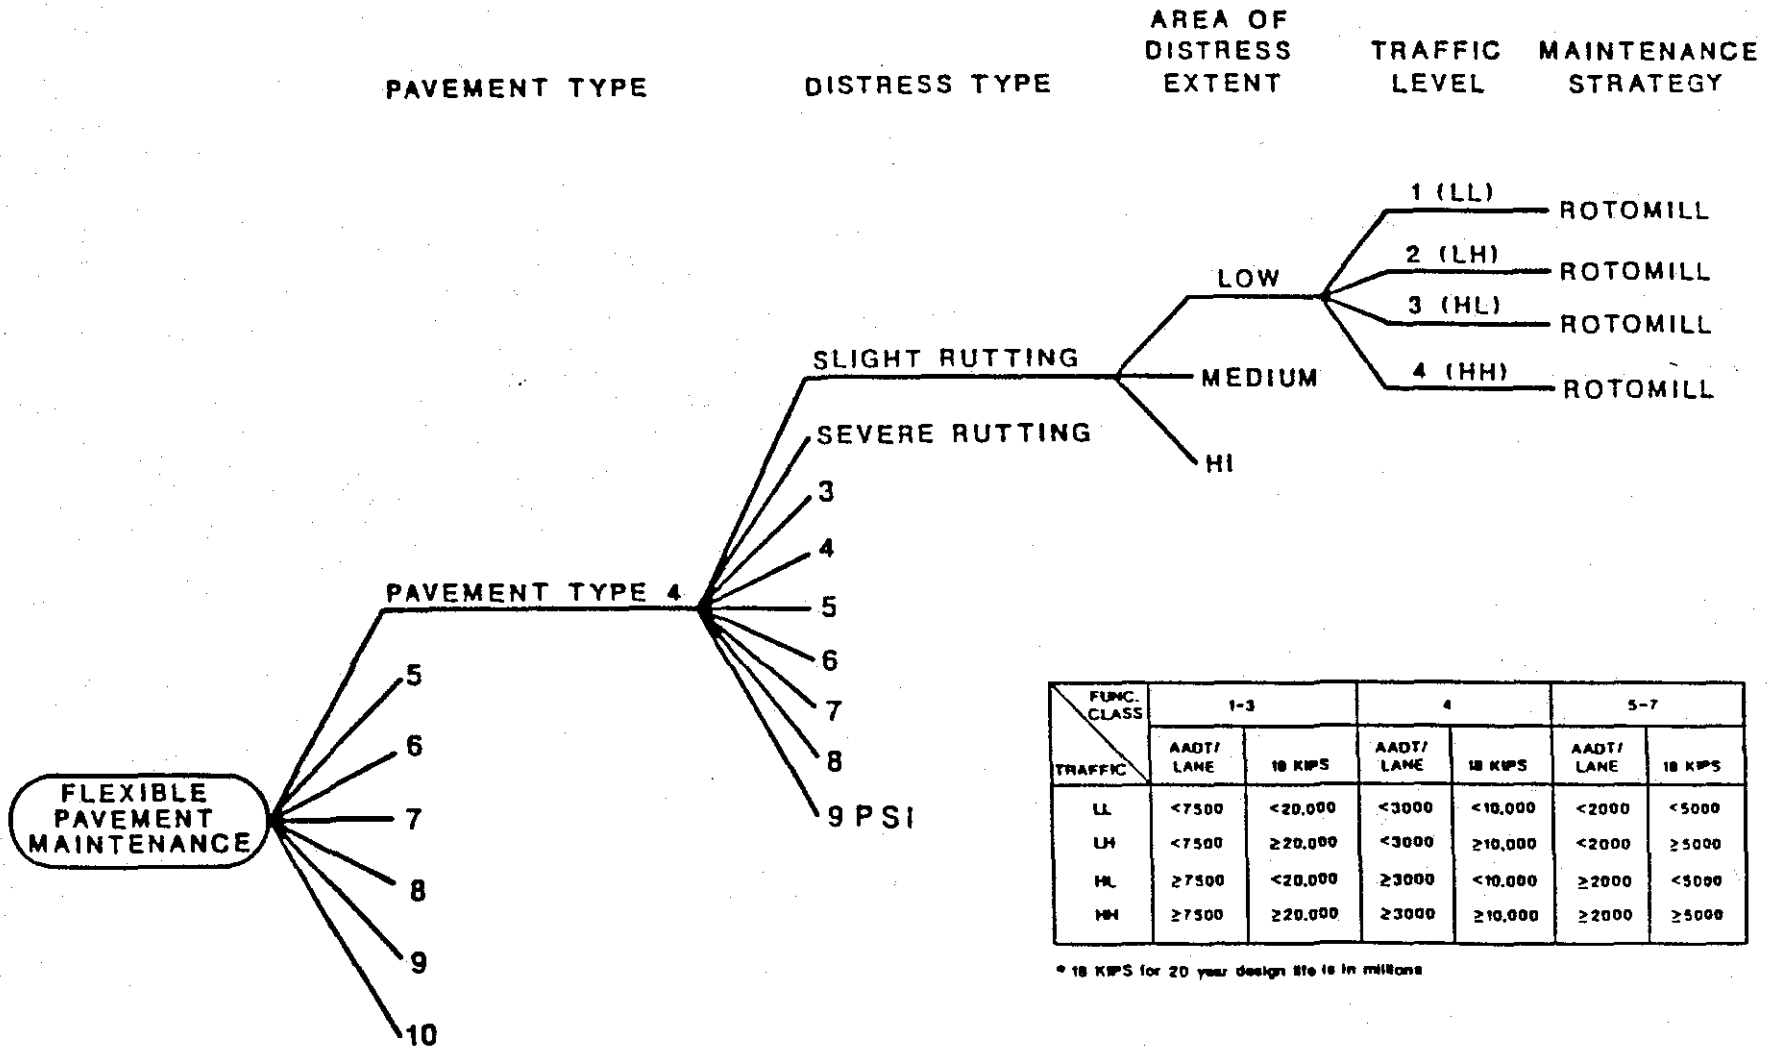 AREA OF
DISTRESS
EXTENT
TRAFFIC
LEVEL
MAINTENANCE
STRATEGY
PAVEMENT TYPE
DISTRESS TYPE
1 (LL)
ROTOMILL
2 (LH)
ROTOMILL
LOW
3 (HL)
ROTOMILL
SLIGHT RUTTING
4 (HH)
ROTOMILL
MEDIUM
SEVERE RUTTING
HI
3
4
PAVEMENT TYPE 4
5
6
7
8
9 PSI
5
6
FLEXIBLE
PAVEMENT
MAINTENANCE
7
8
9
10
FUNC. CLASS 1-3 4 5-7
TRAFFIC AADT/ LANE 18 KIPS AADT/ LANE 18 KIPS AADT/ LANE 18 KIPS
LL <7500 <20,000 <3000 <10,000 <2000 <5000
LH <7500 ≥20,000 <3000 ≥10,000 <2000 ≥5000
HL ≥7500 <20,000 ≥3000 <10,000 ≥2000 <5000
HH ≥7500 ≥20,000 ≥3000 ≥10,000 ≥2000 ≥5000
* 18 KIPS for 20 year design life is in millions